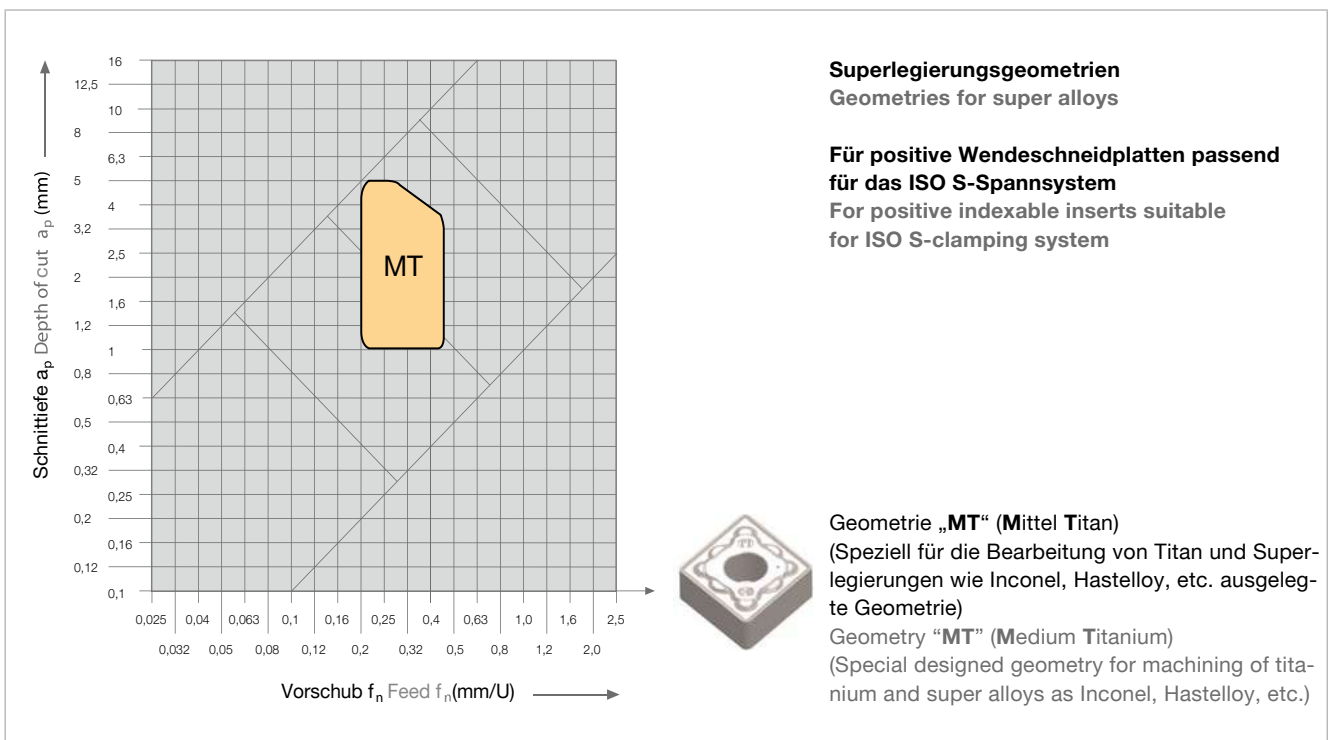 16
12,5
10
8
6,3
5
4
3,2
2,5
2
1,6
1,2
1
0,8
0,63
0,5
0,4
0,32
0,25
0,2
0,16
0,12
0,1
Schnittiefe ap Depth of cut ap (mm)
MT
0,025 0,04 0,063 0,1 0,16 0,25 0,4 0,63 1,0 1,6 2,5
0,032 0,05 0,08 0,12 0,2 0,32 0,5 0,8 1,2 2,0
Vorschub fn Feed fn(mm/U)
Superlegierungsgeometrien
Geometries for super alloys
Für positive Wendeschneidplatten passend
für das ISO S-Spannsystem
For positive indexable inserts suitable
for ISO S-clamping system
Geometrie „MT“ (Mittel Titan)
(Speziell für die Bearbeitung von Titan und Super-
legierungen wie Inconel, Hastelloy, etc. ausgeleg-
te Geometrie)
Geometry “MT” (Medium Titanium)
(Special designed geometry for machining of tita-
nium and super alloys as Inconel, Hastelloy, etc.)